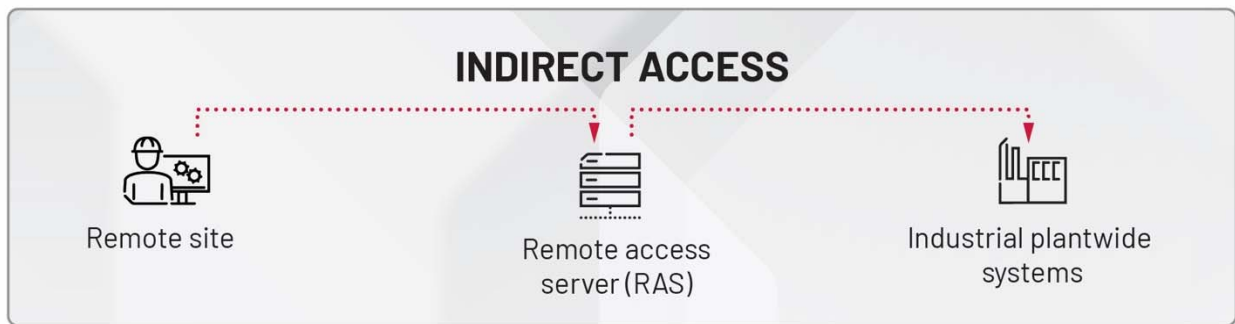 INDIRECT ACCESS
Remote site
Remote access
server (RAS)
Industrial plantwide
systems